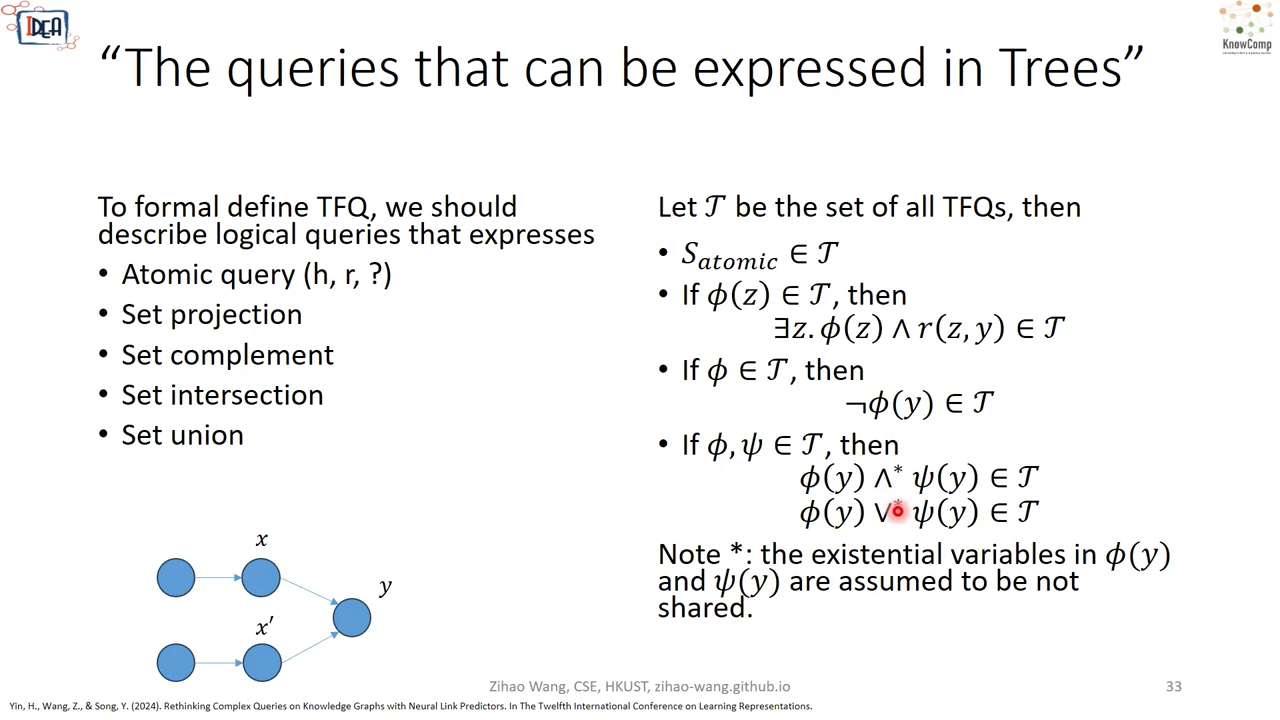 IDEA
KnowComp
“The queries that can be expressed in Trees”
To formal define TFQ, we should
describe logical queries that expresses
• Atomic query (h, r, ?)
• Set projection
• Set complement
• Set intersection
• Set union
Let 𝒯 be the set of all TFQs, then
• S_atomic ∈ 𝒯
• If ϕ(z) ∈ 𝒯, then
∃z. ϕ(z) ∧ r(z, y) ∈ 𝒯
• If ϕ ∈ 𝒯, then
¬ϕ(y) ∈ 𝒯
• If ϕ, ψ ∈ 𝒯, then
ϕ(y) ∧* ψ(y) ∈ 𝒯
ϕ(y) ∨* ψ(y) ∈ 𝒯
Note *: the existential variables in ϕ(y)
and ψ(y) are assumed to be not
shared.
x
y
x′
Zihao Wang, CSE, HKUST, zihao-wang.github.io
33
Yin, H., Wang, Z., & Song, Y. (2024). Rethinking Complex Queries on Knowledge Graphs with Neural Link Predictors. In The Twelfth International Conference on Learning Representations.